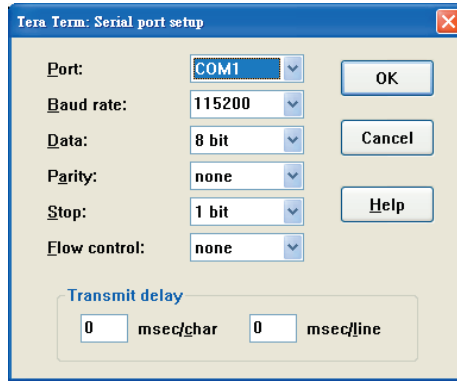 Tera Term: Serial port setup
Port: COM1 OK
Baud rate: 115200
Data: 8 bit Cancel
Parity: none
Stop: 1 bit Help
Flow control: none
Transmit delay
0 msec/char 0 msec/line